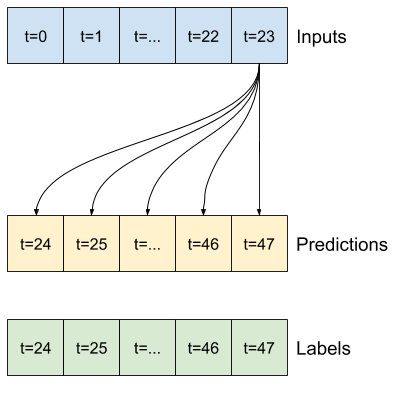 t=0 t=1 t=... t=22 t=23 Inputs
t=24 t=25 t=... t=46 t=47 Predictions
t=24 t=25 t=... t=46 t=47 Labels